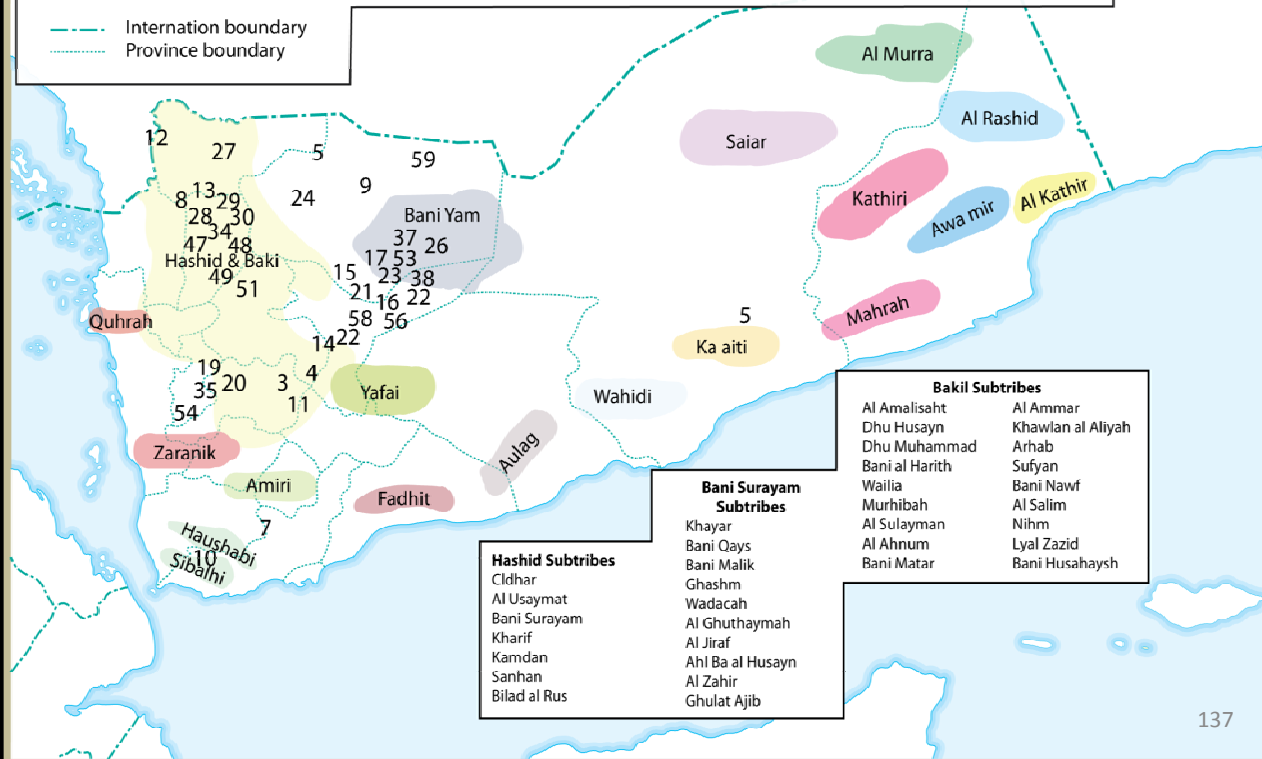 Internation boundary
Province boundary
Al Murra
Al Rashid
Saiar
12
27
5
59
9
24
13
8
29
28
30
34
47
48
Hashid & Baki
49
51
Bani Yam
37
26
17
53
15
23
38
21
16
22
58
56
14
22
Kathiri
Awa mir
Al Kathir
Mahrah
5
Ka aiti
Quhrah
19
35
20
3
4
11
54
Yafai
Wahidi
Zaranik
Aulag
Amiri
Fadhit
7
Haushabi
10
Sibalhi
Bakil Subtribes
Al Amalisaht
Dhu Husayn
Dhu Muhammad
Bani al Harith
Wailia
Murhibah
Al Sulayman
Al Ahnum
Bani Matar
Al Ammar
Khawlan al Aliyah
Arhab
Sufyan
Bani Nawf
Al Salim
Nihm
Lyal Zazid
Bani Husahaysh
Bani Surayam
Subtribes
Khayar
Bani Qays
Bani Malik
Ghashm
Wadacah
Al Ghuthaymah
Al Jiraf
Ahl Ba al Husayn
Al Zahir
Ghulat Ajib
Hashid Subtribes
Cldhar
Al Usaymat
Bani Surayam
Kharif
Kamdan
Sanhan
Bilad al Rus
137